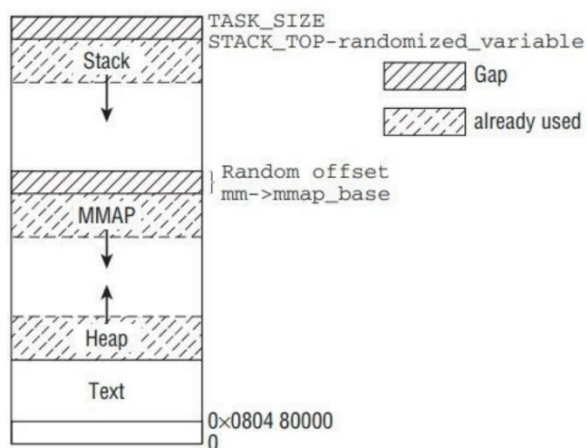 TASK_SIZE
STACK_TOP-randomized_variable
Stack
Gap
already used
Random offset
mm->mmap_base
MMAP
Heap
Text
0×0804 80000
0